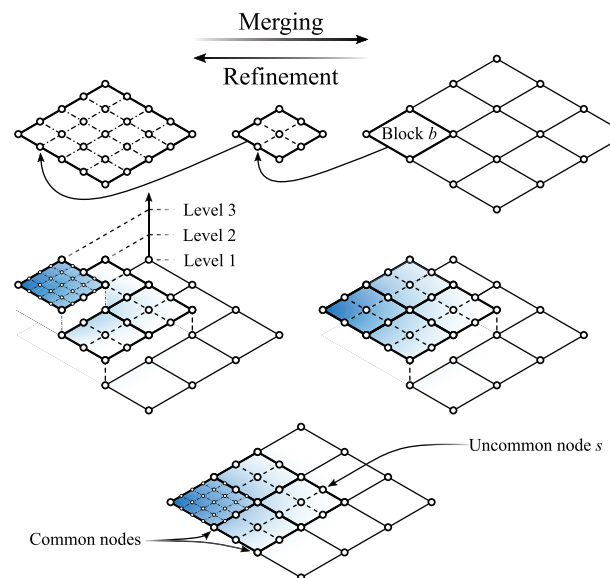 Merging
Refinement
Block b
Level 3
Level 2
Level 1
Uncommon node s
Common nodes